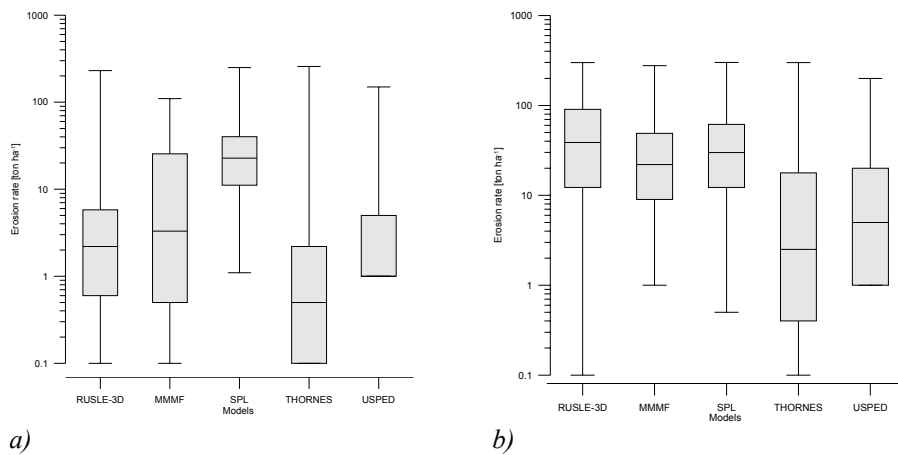 1000
100
10
1
0.1
Erosion rate [ton ha⁻¹]
RUSLE-3D MMMF SPL THORNES USPED
Models
a)
1000
100
10
1
0.1
Erosion rate [ton ha⁻¹]
RUSLE-3D MMMF SPL THORNES USPED
Models
b)